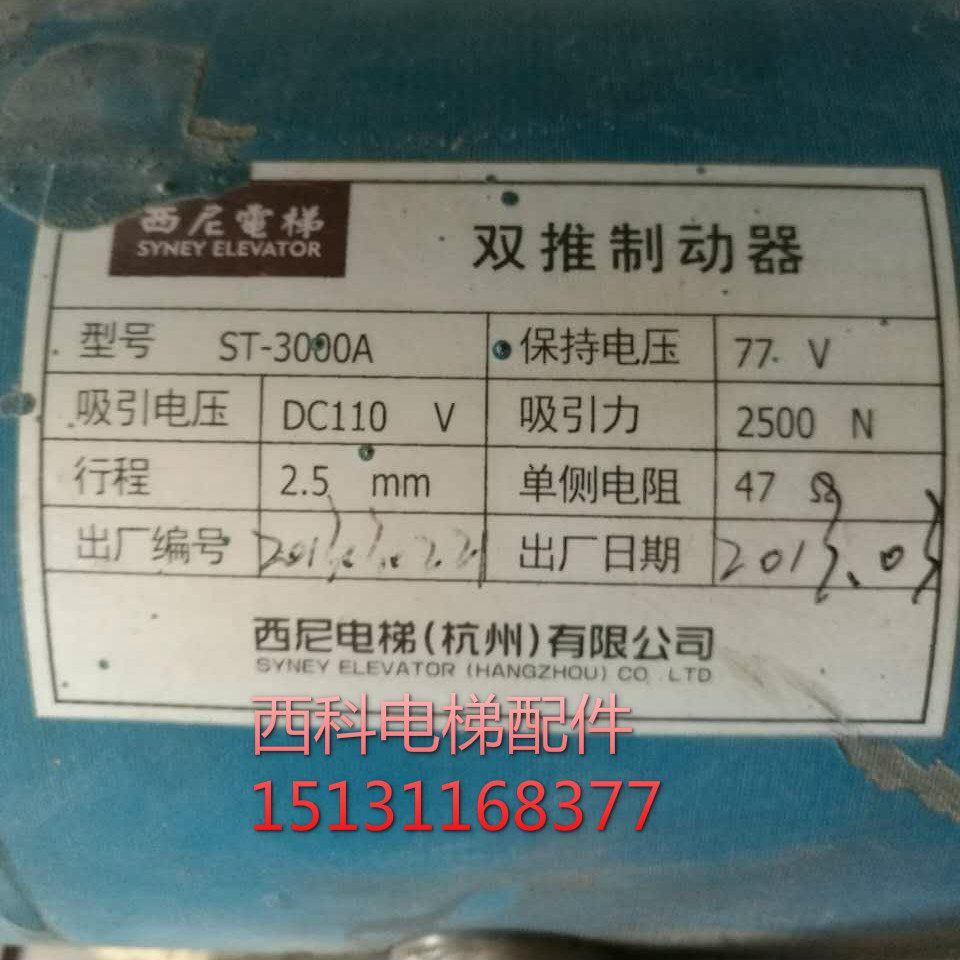 西尼電梯
SYNEY ELEVATOR
双推制动器
型号 ST-3000A 保持电压 77 V
吸引电压 DC110 V 吸引力 2500 N
行程 2.5 mm 单侧电阻 47 Ω
出厂编号 出厂日期 2013.03
西尼电梯(杭州)有限公司
SYNEY ELEVATOR (HANGZHOU) CO .LTD
西科电梯配件
15131168377